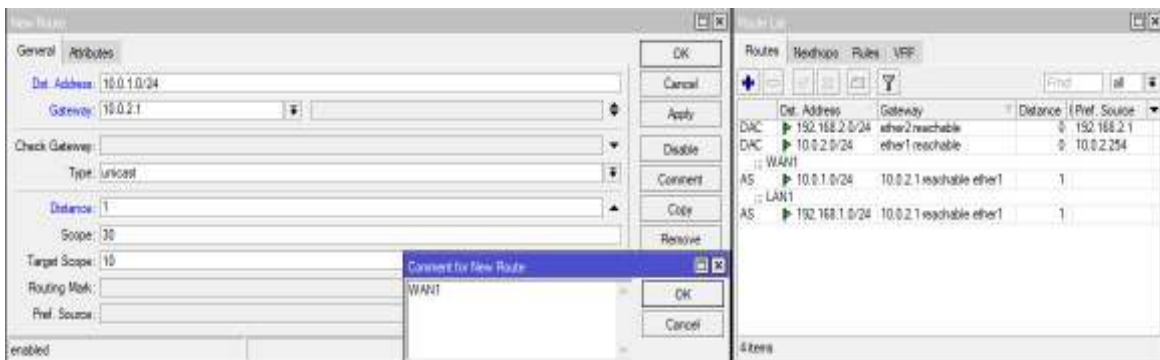 New Route
General Attributes
Dst. Address: 10.0.1.0/24
Gateway: 10.0.2.1
Check Gateway:
Type: unicast
Distance: 1
Scope: 30
Target Scope: 10
Routing Mark:
Pref. Source:
enabled
OK
Cancel
Apply
Disable
Comment
Copy
Remove
Comment for New Route
WAN1
OK
Cancel
Route List
Routes Nexthops Rules VRF
Find all
Dst. Address Gateway Distance Pref. Source
DAC 192.168.2.0/24 ether2 reachable 0 192.168.2.1
DAC 10.0.2.0/24 ether1 reachable 0 10.0.2.254
::: WAN1
AS 10.0.1.0/24 10.0.2.1 reachable ether1 1
::: LAN1
AS 192.168.1.0/24 10.0.2.1 reachable ether1 1
4 items